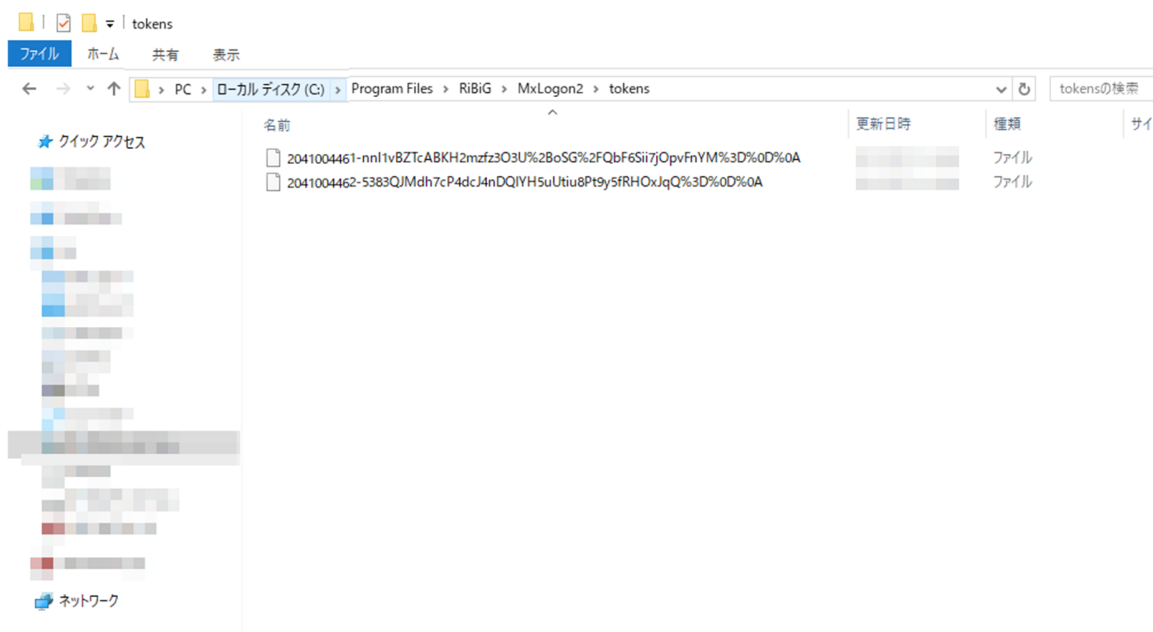 tokens
ファイル ホーム 共有 表示
PC ローカル ディスク (C:) Program Files RiBiG MxLogon2 tokens tokensの検索
名前 更新日時 種類 サイ
クイック アクセス
2041004461-nnl1vBZTcABKH2mzfz3O3U%2BoSG%2FQbF6Sii7jOpvFnYM%3D%0D%0A ファイル
2041004462-5383QJMdh7cP4dcJ4nDQIYH5uUtiu8Pt9y5fRHOxJqQ%3D%0D%0A ファイル
ネットワーク